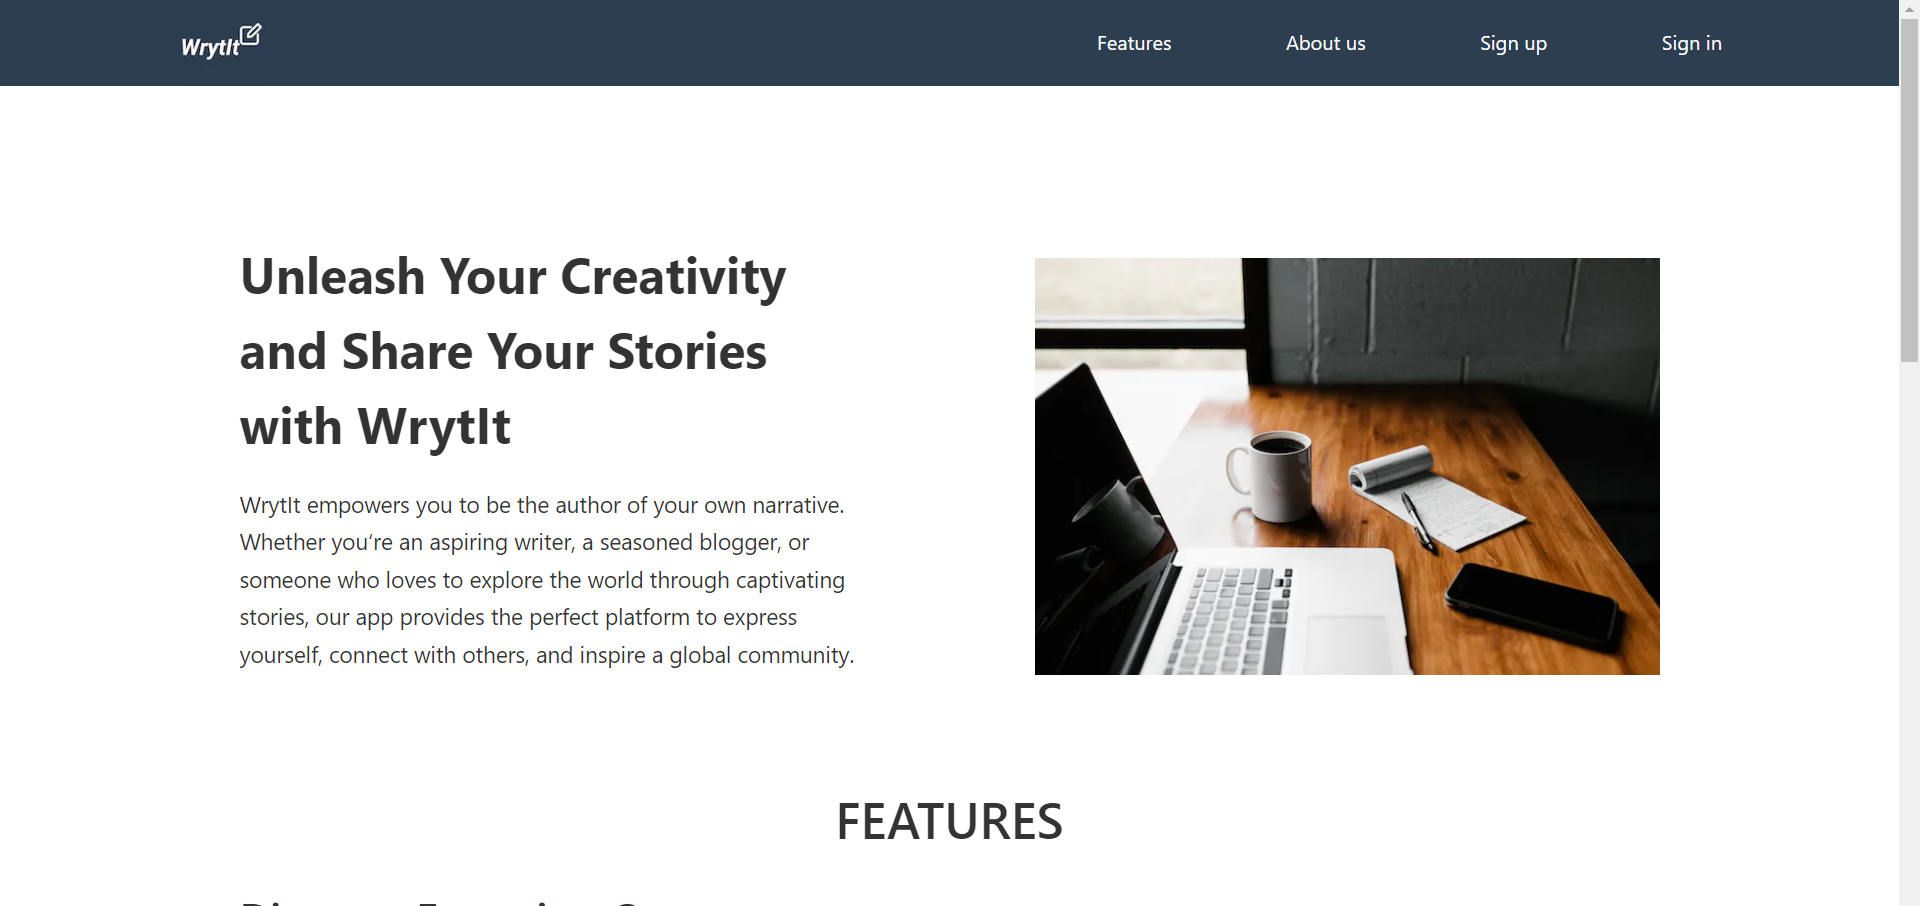 WrytIt
Features
About us
Sign up
Sign in
Unleash Your Creativity
and Share Your Stories
with WrytIt
WrytIt empowers you to be the author of your own narrative.
Whether you‘re an aspiring writer, a seasoned blogger, or
someone who loves to explore the world through captivating
stories, our app provides the perfect platform to express
yourself, connect with others, and inspire a global community.
FEATURES